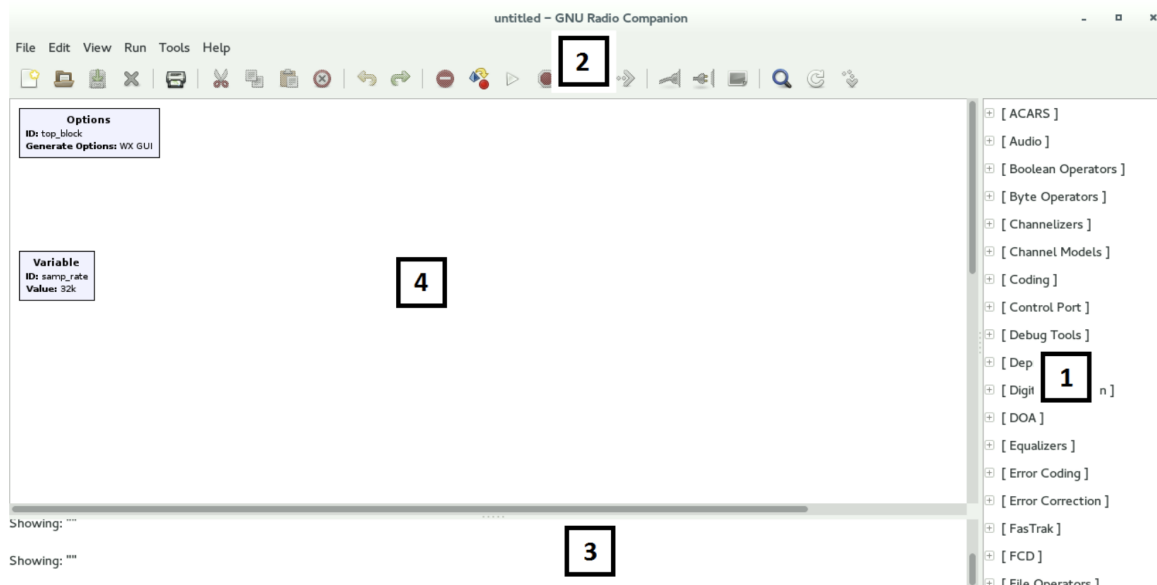 untitled – GNU Radio Companion
File Edit View Run Tools Help
2
Options
ID: top_block
Generate Options: WX GUI
Variable
ID: samp_rate
Value: 32k
4
[ ACARS ]
[ Audio ]
[ Boolean Operators ]
[ Byte Operators ]
[ Channelizers ]
[ Channel Models ]
[ Coding ]
[ Control Port ]
[ Debug Tools ]
[ Dep
1
[ Digit n ]
[ DOA ]
[ Equalizers ]
[ Error Coding ]
[ Error Correction ]
[ FasTrak ]
[ FCD ]
[ File Operators ]
Showing: ""
3
Showing: ""